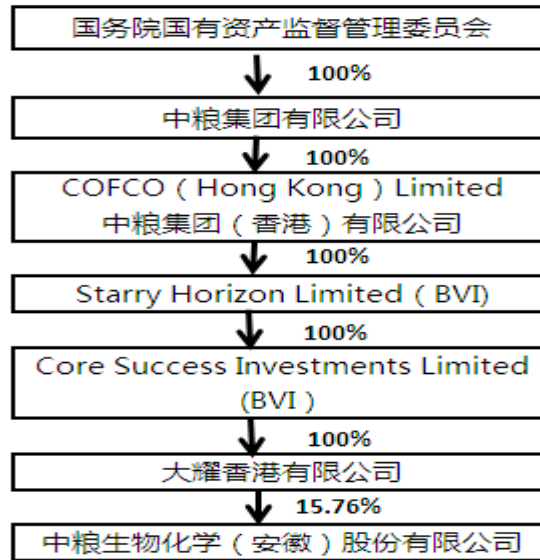 国务院国有资产监督管理委员会
100%
中粮集团有限公司
100%
COFCO（Hong Kong）Limited
中粮集团（香港）有限公司
100%
Starry Horizon Limited（BVI)
100%
Core Success Investments Limited
(BVI）
100%
大耀香港有限公司
15.76%
中粮生物化学（安徽）股份有限公司